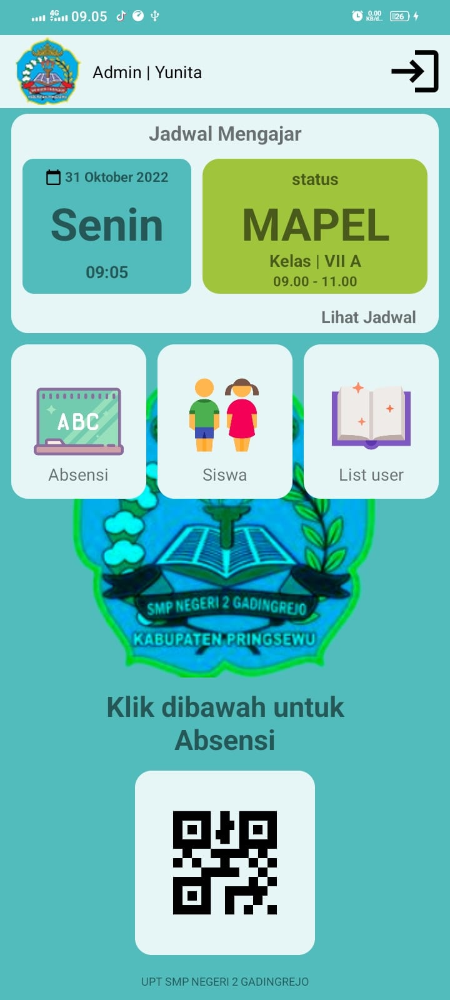 4G 09.05 0.00 KB/d... 26
Admin | Yunita
Jadwal Mengajar
31 Oktober 2022
Senin
09:05
status
MAPEL
Kelas | VII A
09.00 - 11.00
Lihat Jadwal
ABC
Absensi
Siswa
List user
SMP NEGERI 2 GADINGREJO
KABUPATEN PRINGSEWU
Klik dibawah untuk
Absensi
UPT SMP NEGERI 2 GADINGREJO